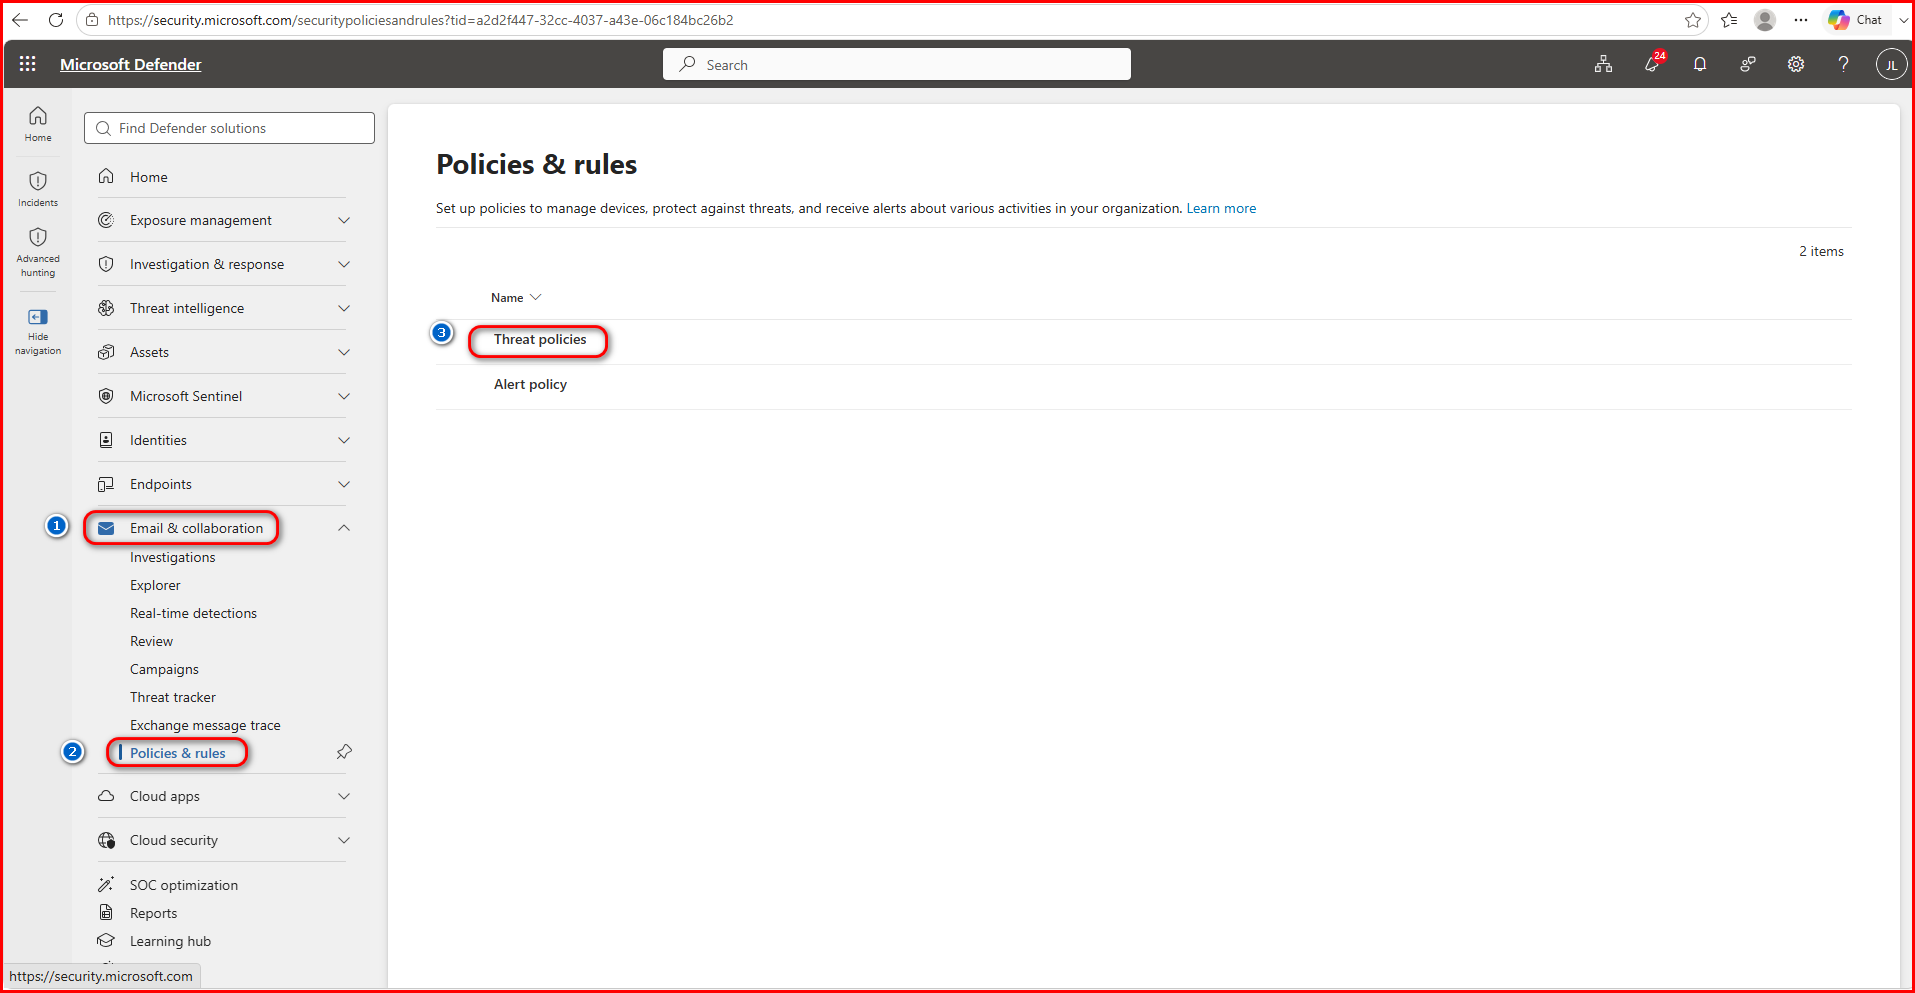 https://security.microsoft.com/securitypoliciesandrules?tid=a2d2f447-32cc-4037-a43e-06c184bc26b2
Chat
Microsoft Defender
Search
24
JL
Home
Incidents
Advanced
hunting
Hide
navigation
Find Defender solutions
Home
Exposure management
Investigation & response
Threat intelligence
Assets
Microsoft Sentinel
Identities
Endpoints
1
Email & collaboration
Investigations
Explorer
Real-time detections
Review
Campaigns
Threat tracker
Exchange message trace
2
Policies & rules
Cloud apps
Cloud security
SOC optimization
Reports
Learning hub
https://security.microsoft.com
Policies & rules
Set up policies to manage devices, protect against threats, and receive alerts about various activities in your organization. Learn more
2 items
Name
3
Threat policies
Alert policy